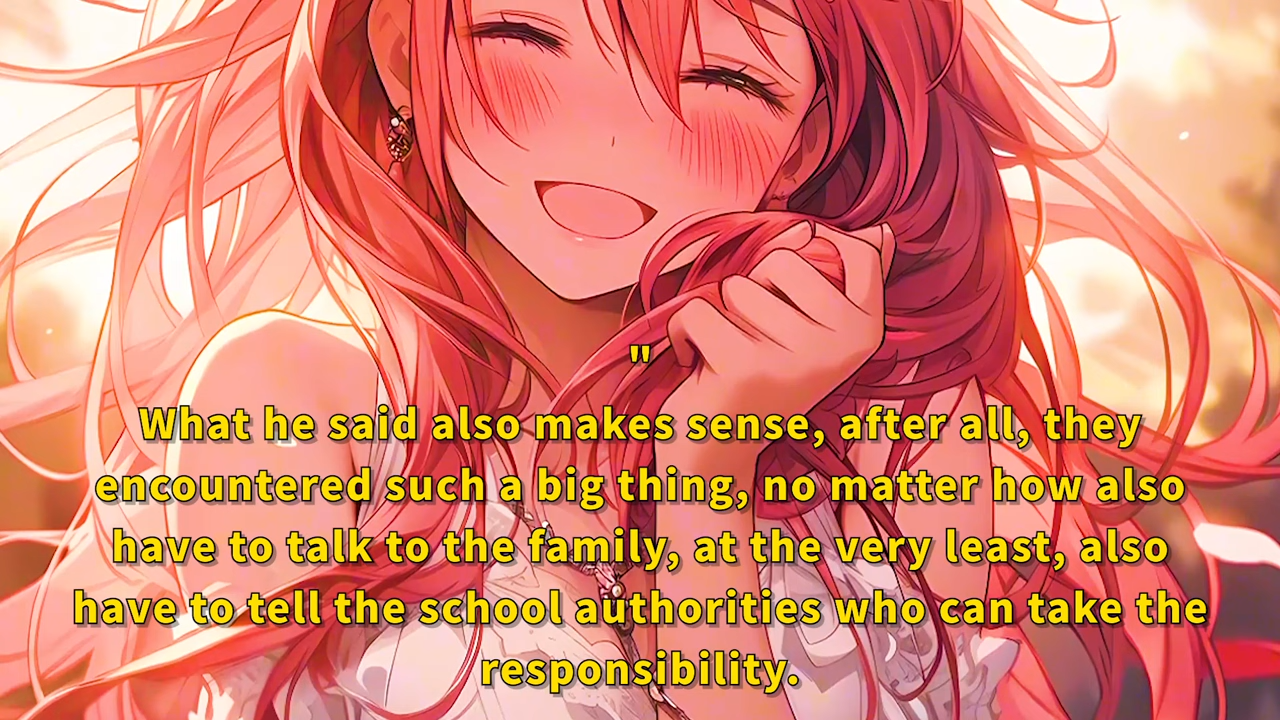 "
What he said also makes sense, after all, they
encountered such a big thing, no matter how also
have to talk to the family, at the very least, also
have to tell the school authorities who can take the
responsibility.